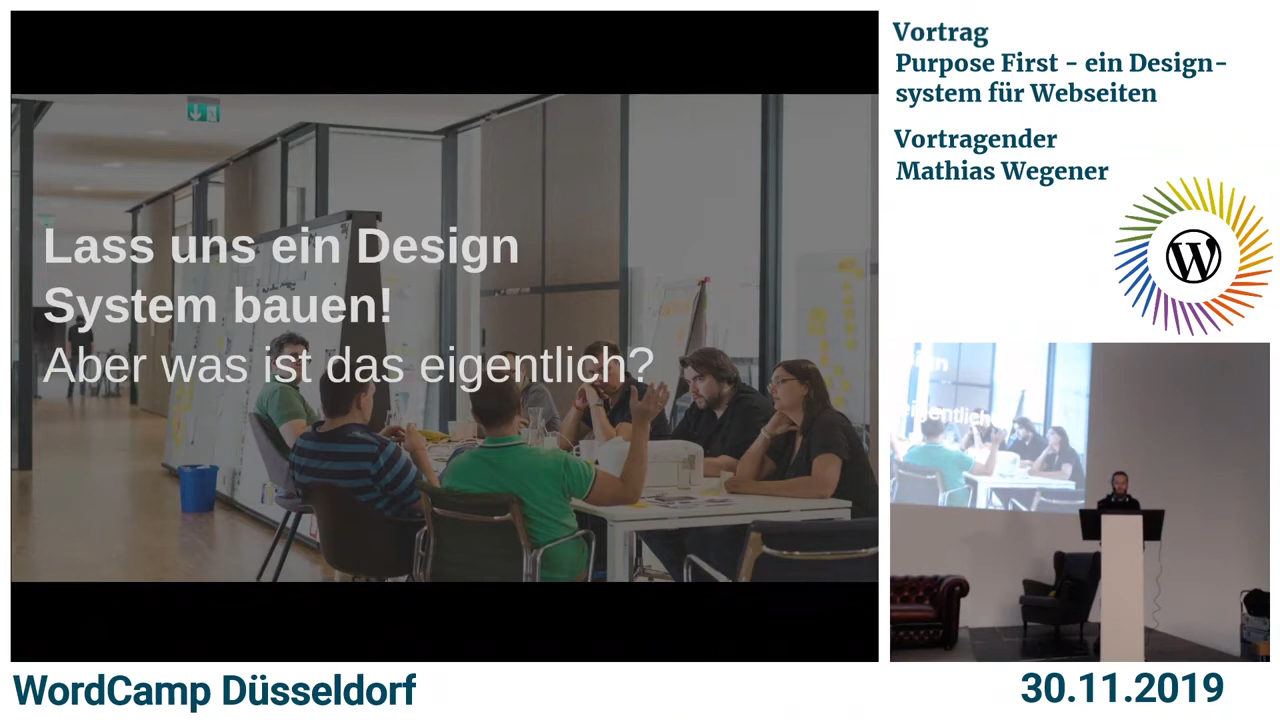 Lass uns ein Design
System bauen!
Aber was ist das eigentlich?
Vortrag
Purpose First - ein Design-
system für Webseiten
Vortragender
Mathias Wegener
W
eigentlich
WordCamp Düsseldorf
30.11.2019